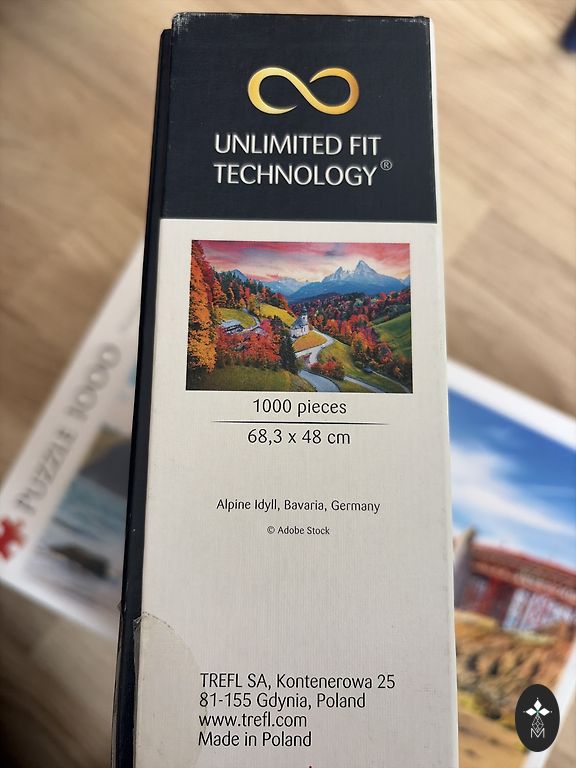 UNLIMITED FIT
TECHNOLOGY®
1000 pieces
68,3 x 48 cm
Alpine Idyll, Bavaria, Germany
© Adobe Stock
TREFL SA, Kontenerowa 25
81-155 Gdynia, Poland
www.trefl.com
Made in Poland
PUZZLE 1000
M